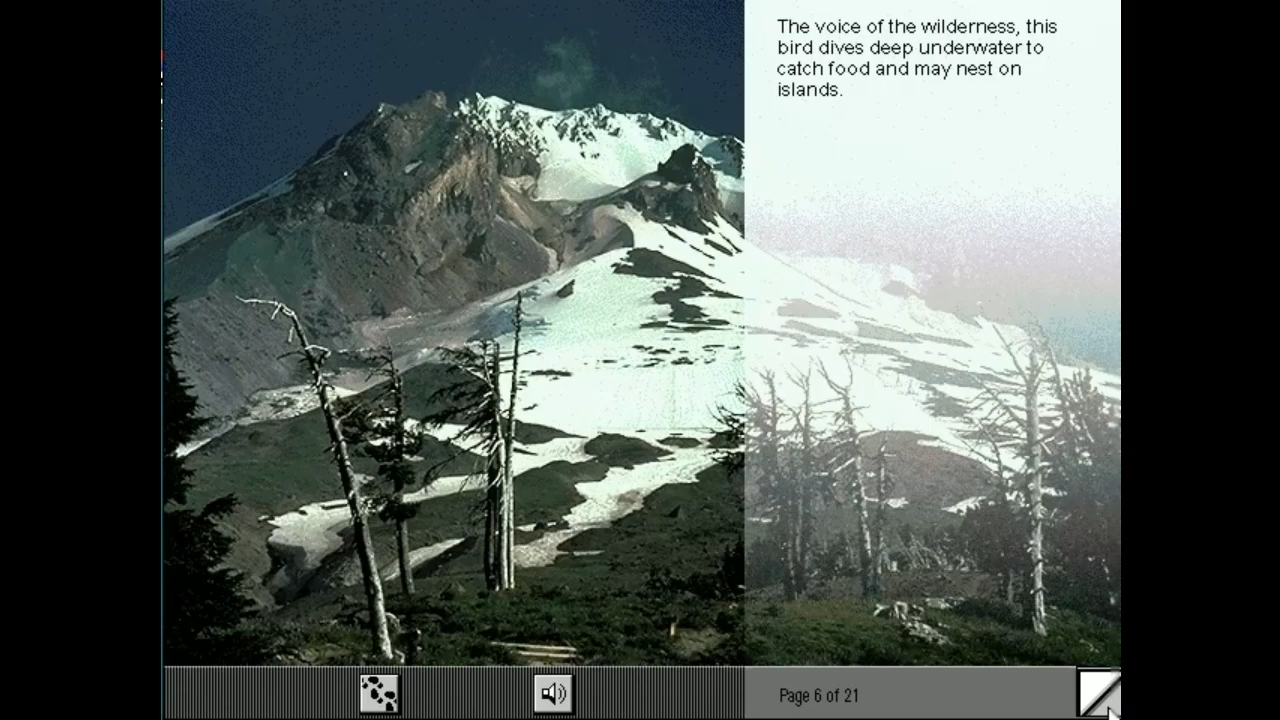 The voice of the wilderness, this
bird dives deep underwater to
catch food and may nest on
islands.
Page 6 of 21